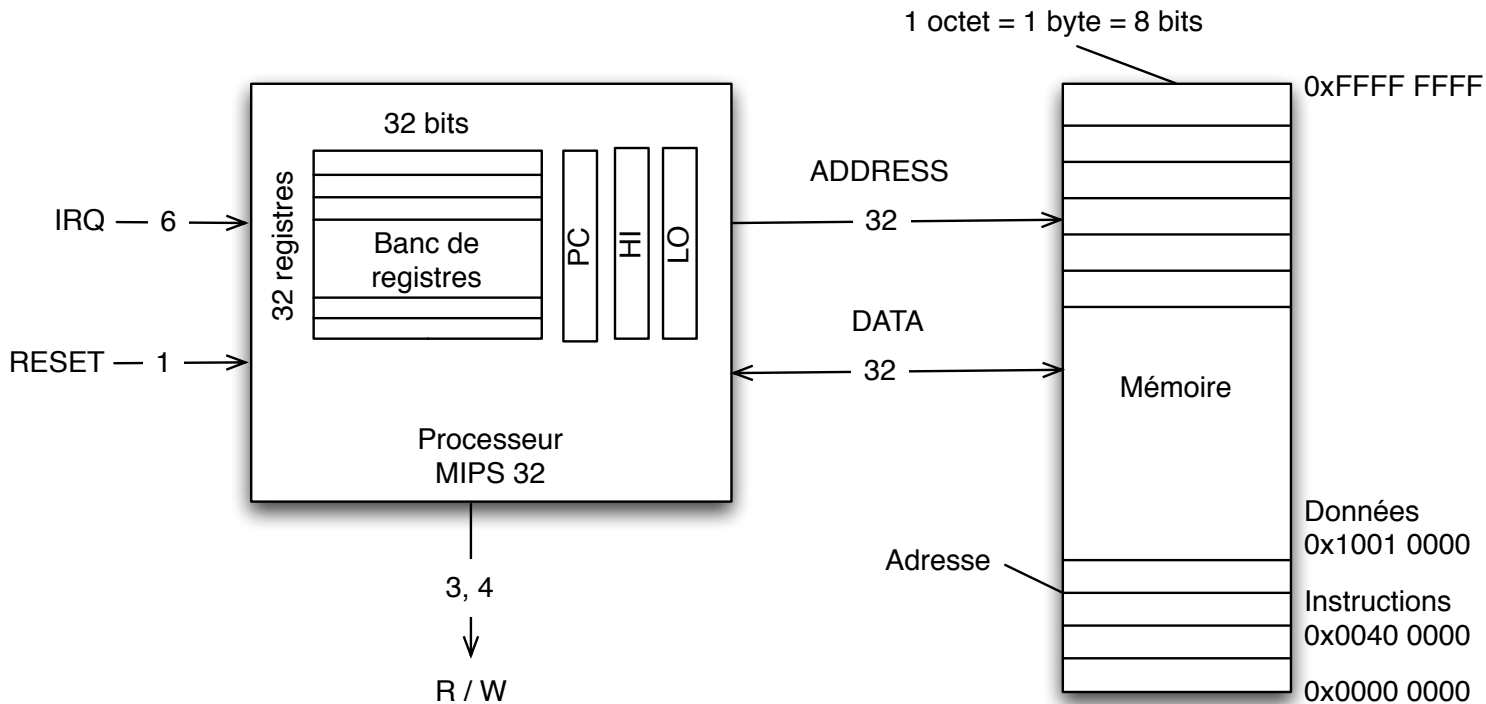 1 octet = 1 byte = 8 bits
0xFFFF FFFF
32 bits
32 registres
Banc de
registres
PC
HI
LO
IRQ 6
RESET 1
Processeur
MIPS 32
3, 4
R / W
ADDRESS
32
DATA
32
Mémoire
Adresse
Données
0x1001 0000
Instructions
0x0040 0000
0x0000 0000